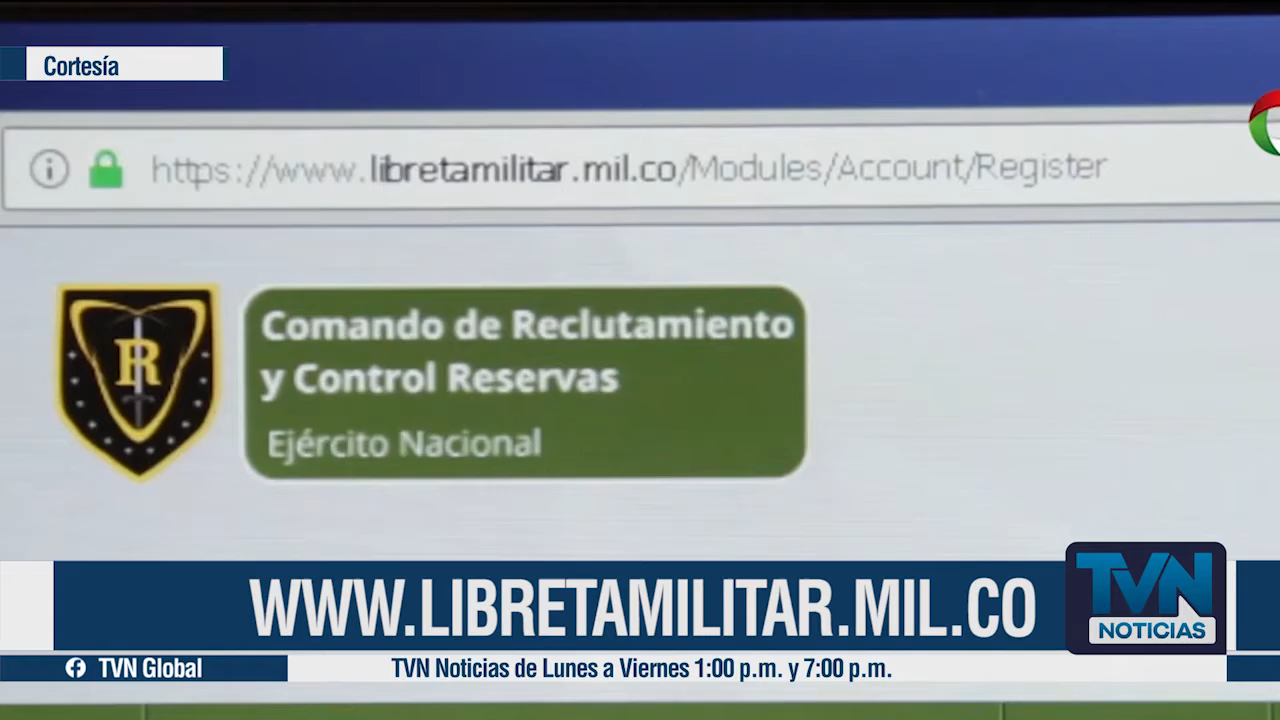 Cortesía
https://www.libretamilitar.mil.co/Modules/Account/Register
R
Comando de Reclutamiento
y Control Reservas
Ejército Nacional
WWW.LIBRETAMILITAR.MIL.CO
TVN
NOTICIAS
TVN Global
TVN Noticias de Lunes a Viernes 1:00 p.m. y 7:00 p.m.